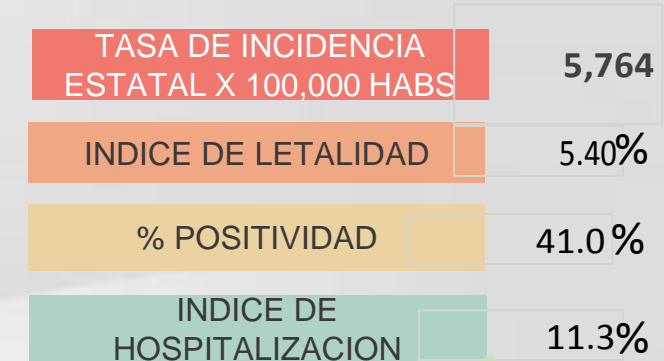 TASA DE INCIDENCIA
ESTATAL X 100,000 HABS
5,764
INDICE DE LETALIDAD
5.40%
% POSITIVIDAD
41.0 %
INDICE DE
HOSPITALIZACION
11.3%